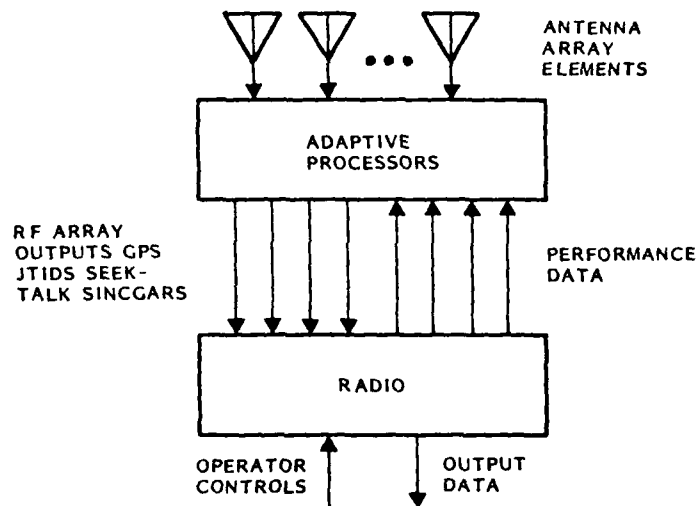 ANTENNA
ARRAY
ELEMENTS
ADAPTIVE
PROCESSORS
RF ARRAY
OUTPUTS GPS
JTIDS SEEK-
TALK SINCGARS
PERFORMANCE
DATA
RADIO
OPERATOR
CONTROLS
OUTPUT
DATA